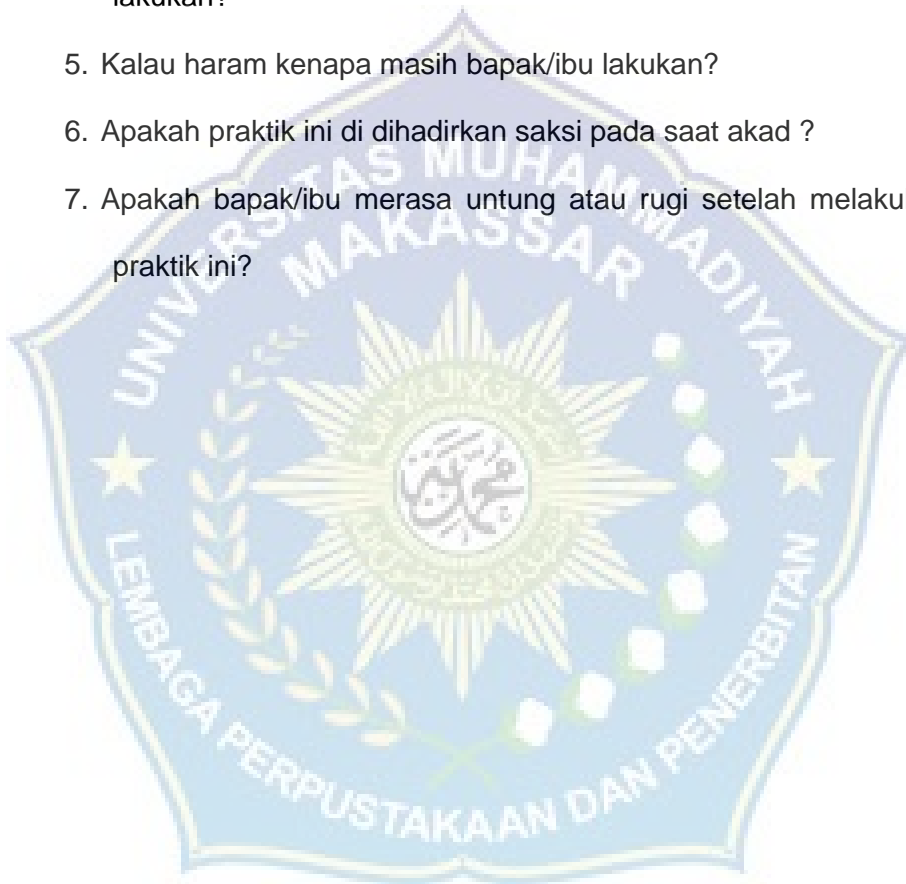 lakukan?
5. Kalau haram kenapa masih bapak/ibu lakukan?
6. Apakah praktik ini di dihadirkan saksi pada saat akad ?
7. Apakah bapak/ibu merasa untung atau rugi setelah melaku
praktik ini?
UNIVERSITAS MUHAMMADIYAH
MAKASSAR
LEMBAGA PERPUSTAKAAN DAN PENERBITAN